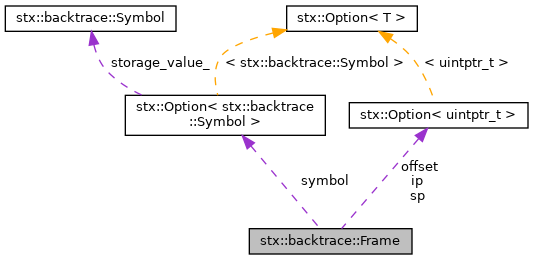 stx::backtrace::Symbol
stx::Option< T >
storage_value_
< stx::backtrace::Symbol >
< uintptr_t >
stx::Option< stx::backtrace
::Symbol >
stx::Option< uintptr_t >
symbol
offset
ip
sp
stx::backtrace::Frame